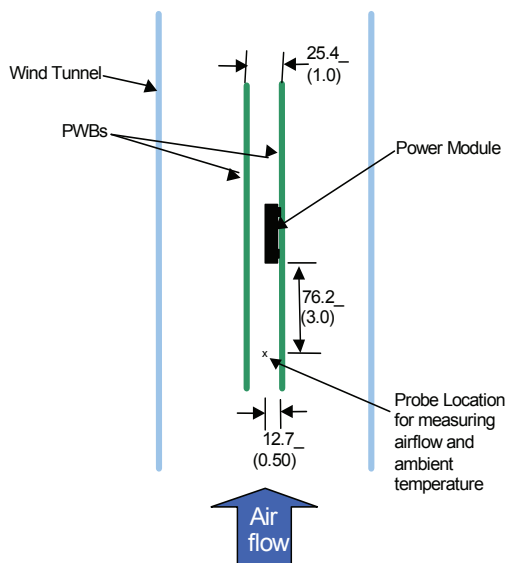 25.4_
(1.0)
Wind Tunnel
PWBs
Power Module
76.2_
(3.0)
x
Probe Location
for measuring
airflow and
ambient
temperature
12.7_
(0.50)
Air
flow